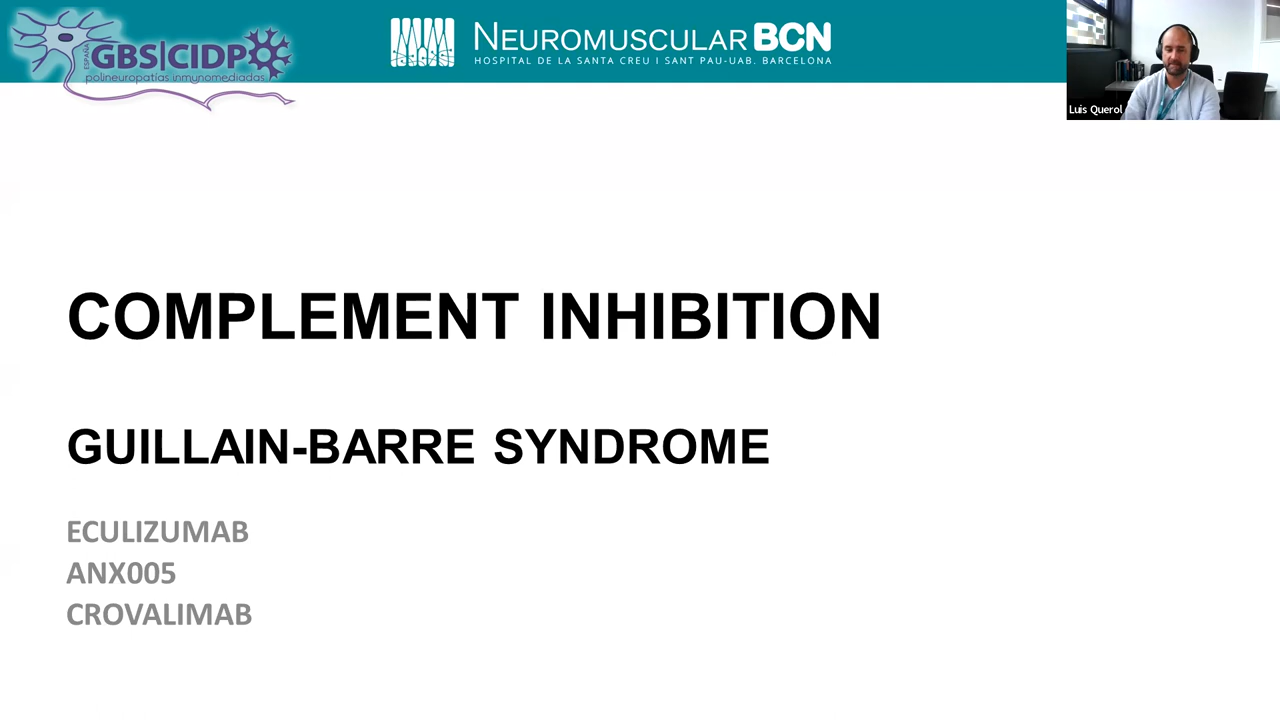 GBS|CIDP
ESPAÑA
polineuropatías inmunomediadas
NEUROMUSCULAR BCN
HOSPITAL DE LA SANTA CREU I SANT PAU-UAB. BARCELONA
Luis Querol
COMPLEMENT INHIBITION
GUILLAIN-BARRE SYNDROME
ECULIZUMAB
ANX005
CROVALIMAB